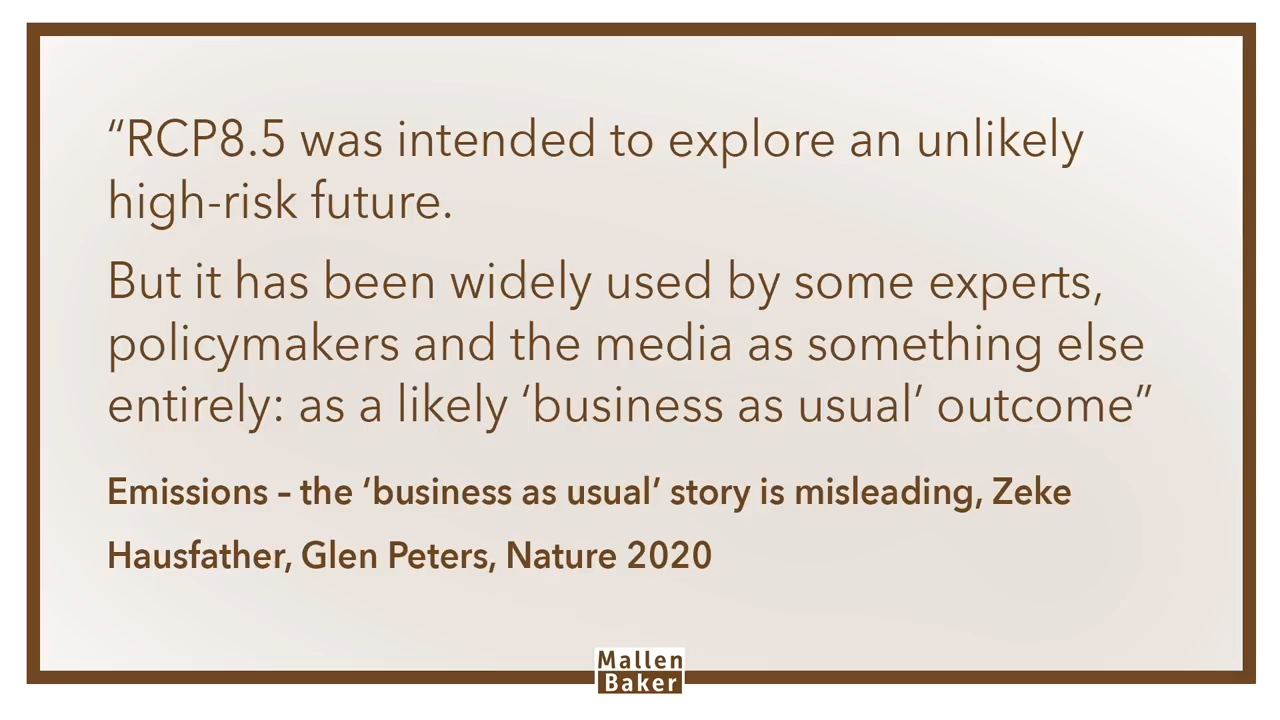 “RCP8.5 was intended to explore an unlikely
high-risk future.
But it has been widely used by some experts,
policymakers and the media as something else
entirely: as a likely ‘business as usual’ outcome”
Emissions – the ‘business as usual’ story is misleading, Zeke
Hausfather, Glen Peters, Nature 2020
Mallen
Baker